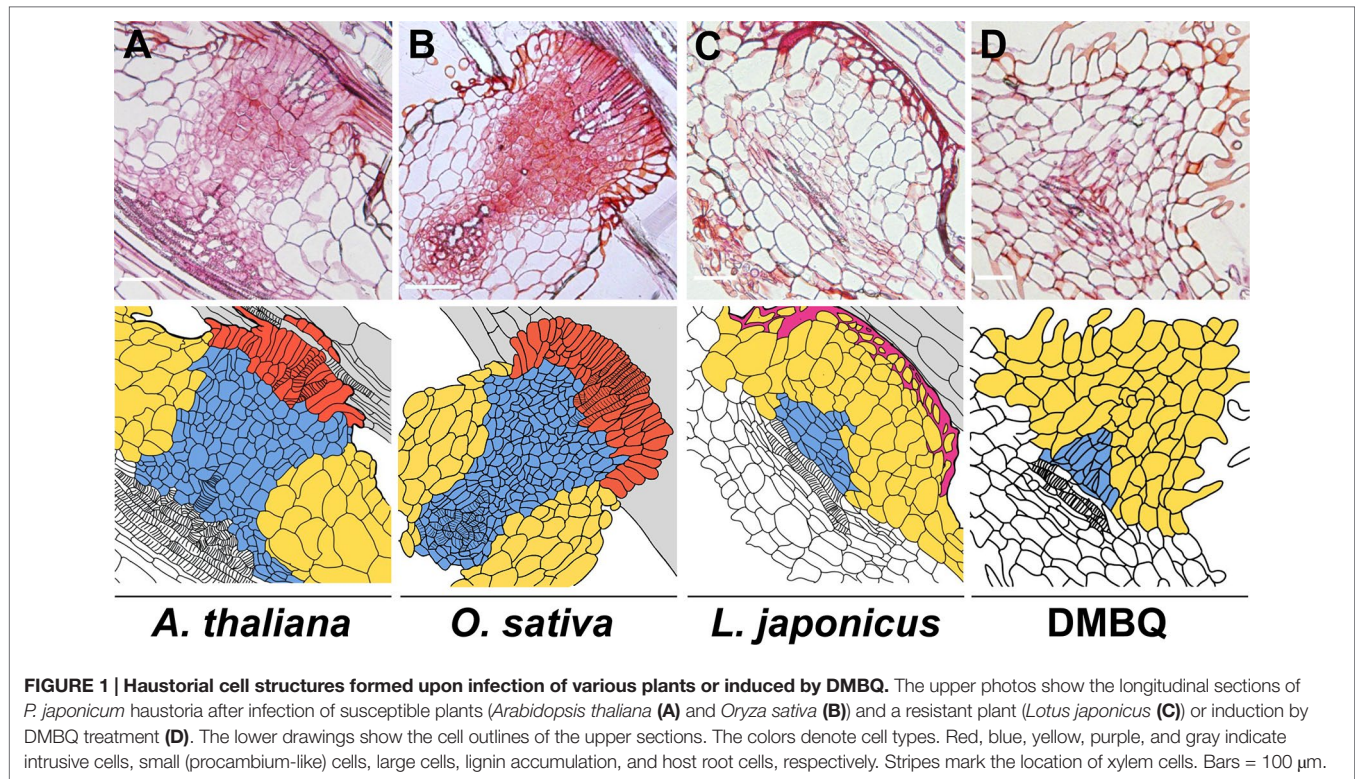 A
B
C
D
A. thaliana
O. sativa
L. japonicus
DMBQ
FIGURE 1 | Haustorial cell structures formed upon infection of various plants or induced by DMBQ. The upper photos show the longitudinal sections of
P. japonicum haustoria after infection of susceptible plants (Arabidopsis thaliana (A) and Oryza sativa (B)) and a resistant plant (Lotus japonicus (C)) or induction by
DMBQ treatment (D). The lower drawings show the cell outlines of the upper sections. The colors denote cell types. Red, blue, yellow, purple, and gray indicate
intrusive cells, small (procambium-like) cells, large cells, lignin accumulation, and host root cells, respectively. Stripes mark the location of xylem cells. Bars = 100 μm.